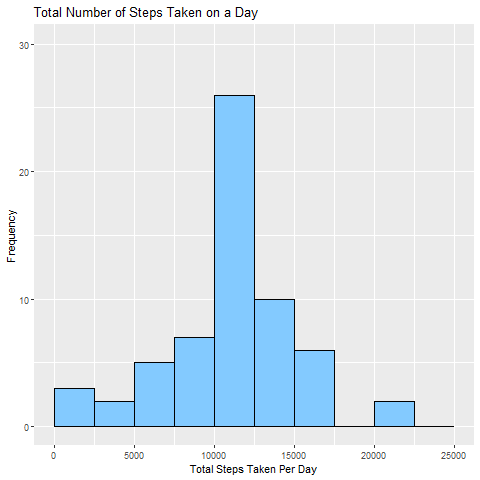 Total Number of Steps Taken on a Day
30
20
10
0
Frequency
0 5000 10000 15000 20000 25000
Total Steps Taken Per Day